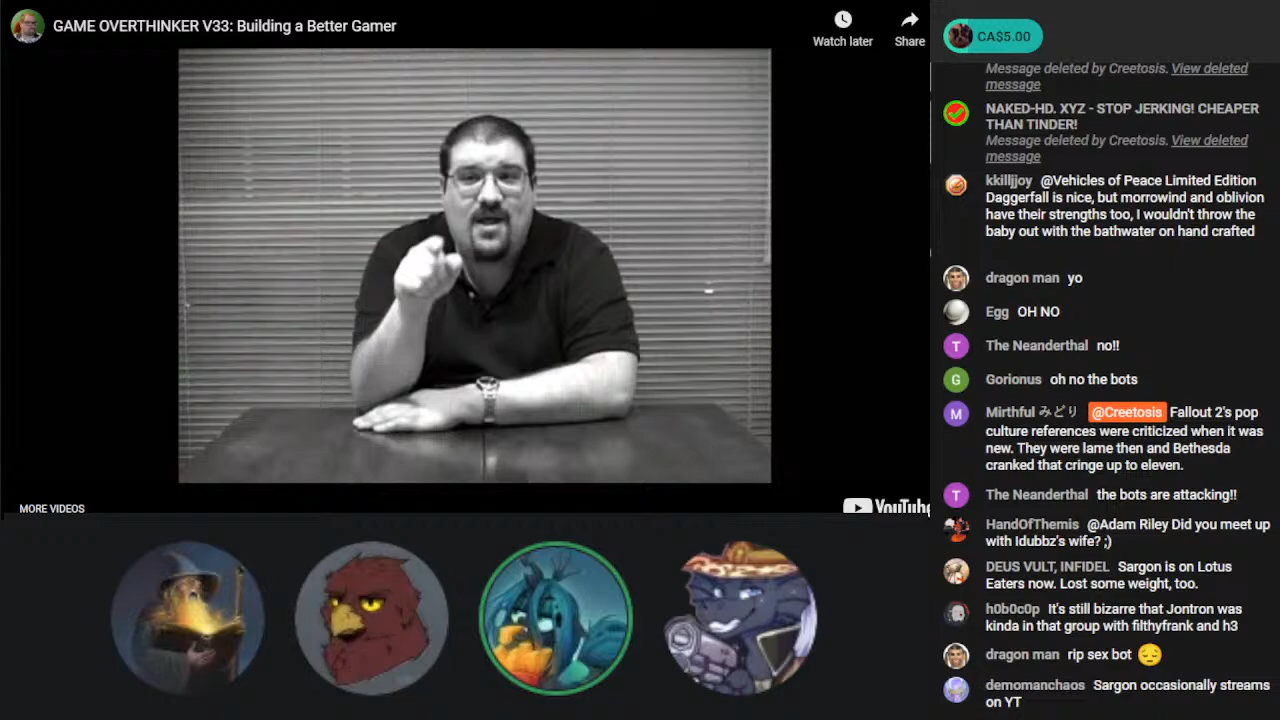 GAME OVERTHINKER V33: Building a Better Gamer
Watch later
Share
MORE VIDEOS
YouTube
CA$5.00
Message deleted by Creetosis. View deleted
message
NAKED-HD. XYZ - STOP JERKING! CHEAPER
THAN TINDER!
Message deleted by Creetosis. View deleted
message
kkilljjoy @Vehicles of Peace Limited Edition
Daggerfall is nice, but morrowind and oblivion
have their strengths too, I wouldn't throw the
baby out with the bathwater on hand crafted
dragon man yo
Egg OH NO
T The Neanderthal no!!
G Gorionus oh no the bots
M Mirthful みどり @Creetosis Fallout 2's pop
culture references were criticized when it was
new. They were lame then and Bethesda
cranked that cringe up to eleven.
T The Neanderthal the bots are attacking!!
HandOfThemis @Adam Riley Did you meet up
with Idubbz's wife? ;)
DEUS VULT, INFIDEL Sargon is on Lotus
Eaters now. Lost some weight, too.
h0b0c0p It's still bizarre that Jontron was
kinda in that group with filthyfrank and h3
dragon man rip sex bot 😔
demomanchaos Sargon occasionally streams
on YT